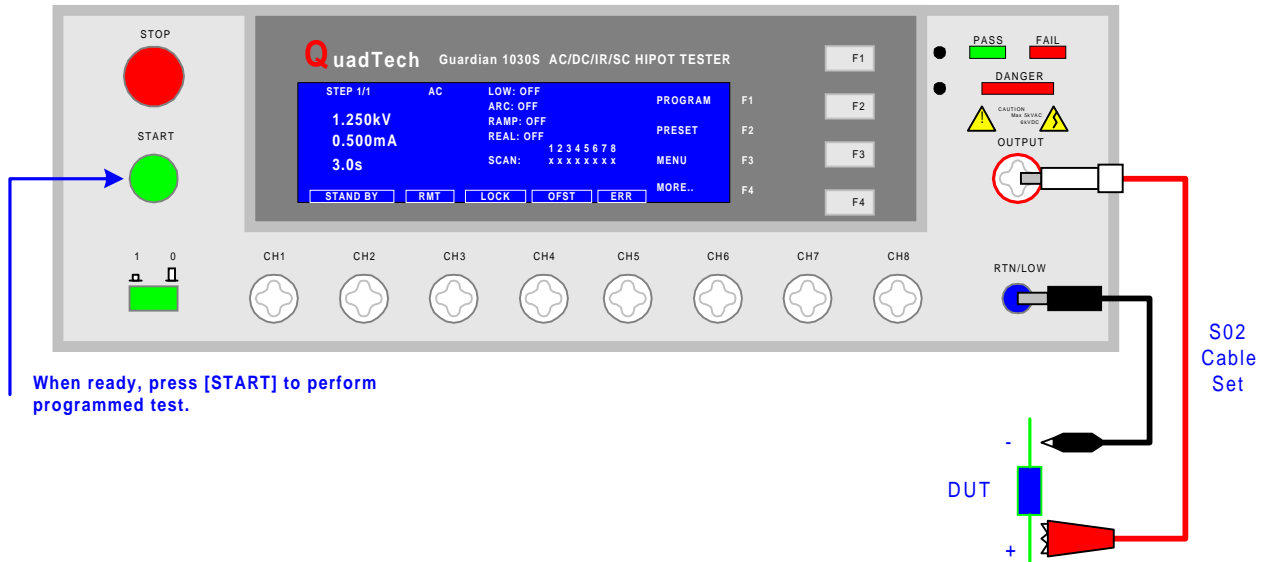 STOP
START
1 0
When ready, press [START] to perform
programmed test.
QuadTech Guardian 1030S AC/DC/IR/SC HIPOT TESTER
STEP 1/1 AC LOW: OFF
ARC: OFF
1.250kV RAMP: OFF
0.500mA REAL: OFF
1 2 3 4 5 6 7 8
3.0s SCAN: x x x x x x x x
STAND BY RMT LOCK OFST ERR
PROGRAM F1
PRESET F2
MENU F3
MORE.. F4
F1
F2
F3
F4
CH1 CH2 CH3 CH4 CH5 CH6 CH7 CH8
PASS FAIL
DANGER
! CAUTION
Max 5kVAC
6kVDC
OUTPUT
RTN/LOW
S02
Cable
Set
-
DUT
+